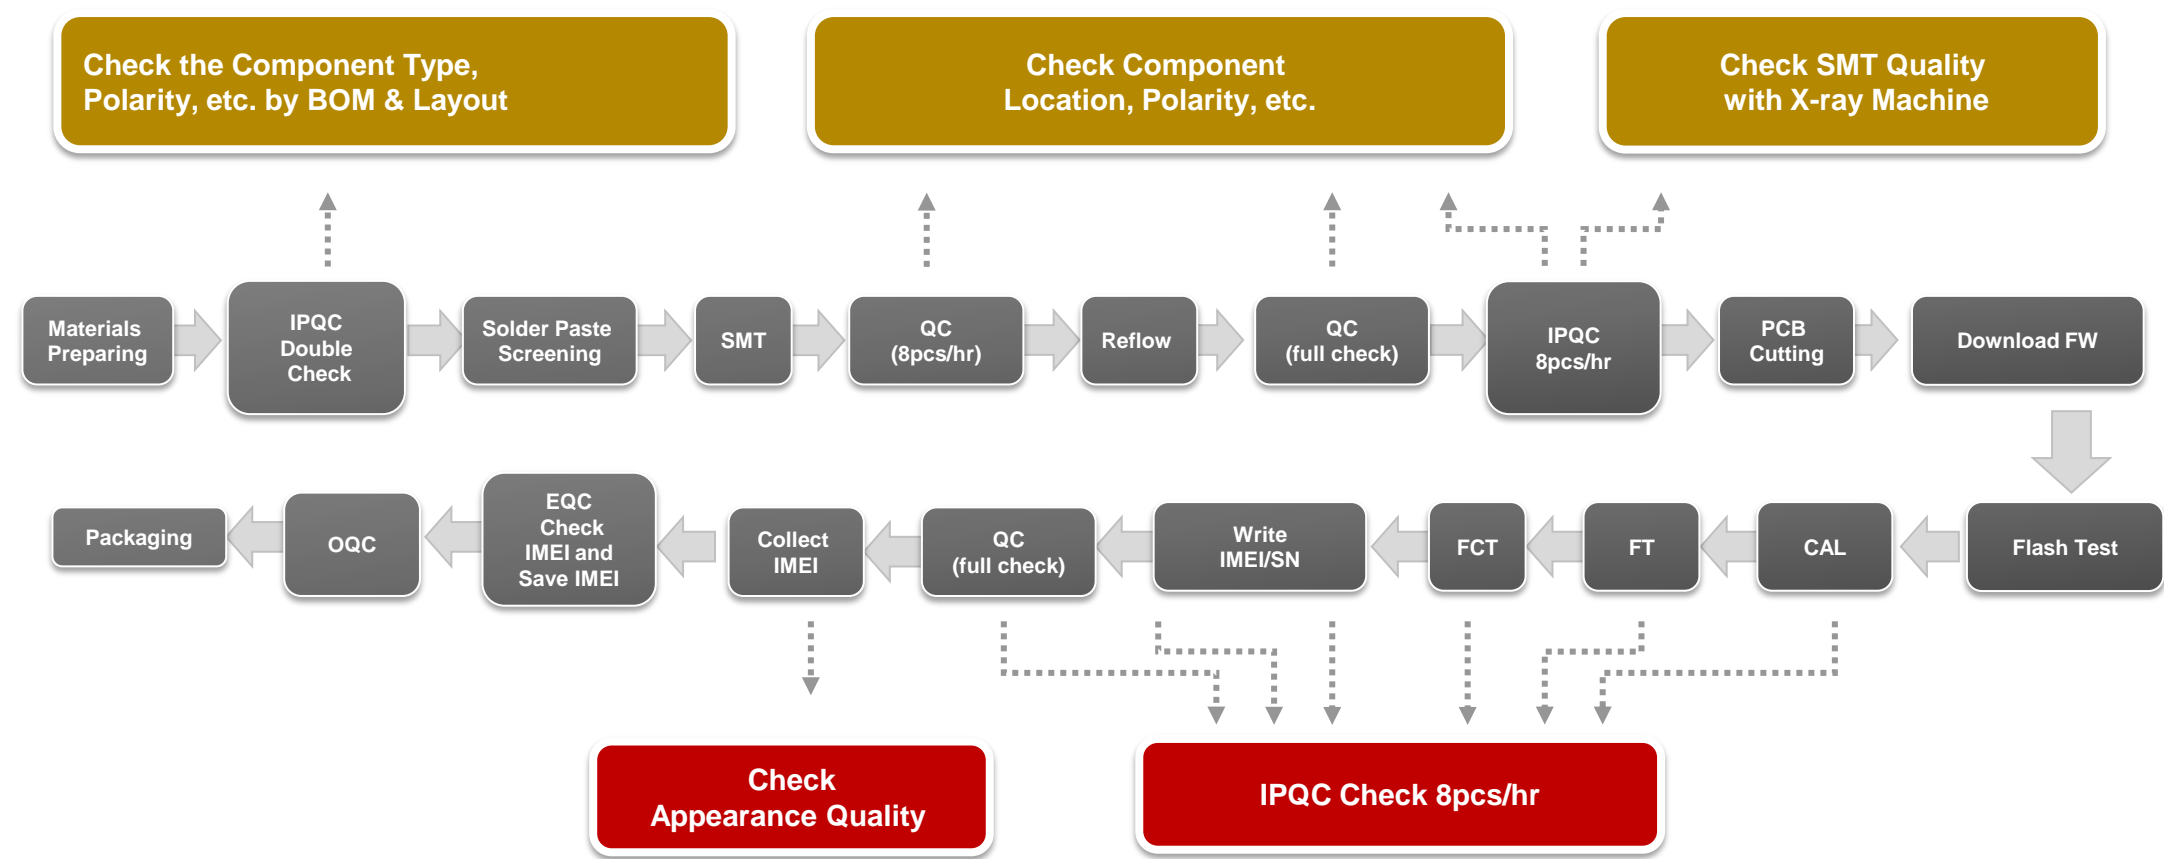 Check the Component Type,
Polarity, etc. by BOM & Layout
Check Component
Location, Polarity, etc.
Check SMT Quality
with X-ray Machine
Materials
Preparing
IPQC
Double
Check
Solder Paste
Screening
SMT
QC
(8pcs/hr)
Reflow
QC
(full check)
IPQC
8pcs/hr
PCB
Cutting
Download FW
Packaging
OQC
EQC
Check
IMEI and
Save IMEI
Collect
IMEI
QC
(full check)
Write
IMEI/SN
FCT
FT
CAL
Flash Test
Check
Appearance Quality
IPQC Check 8pcs/hr